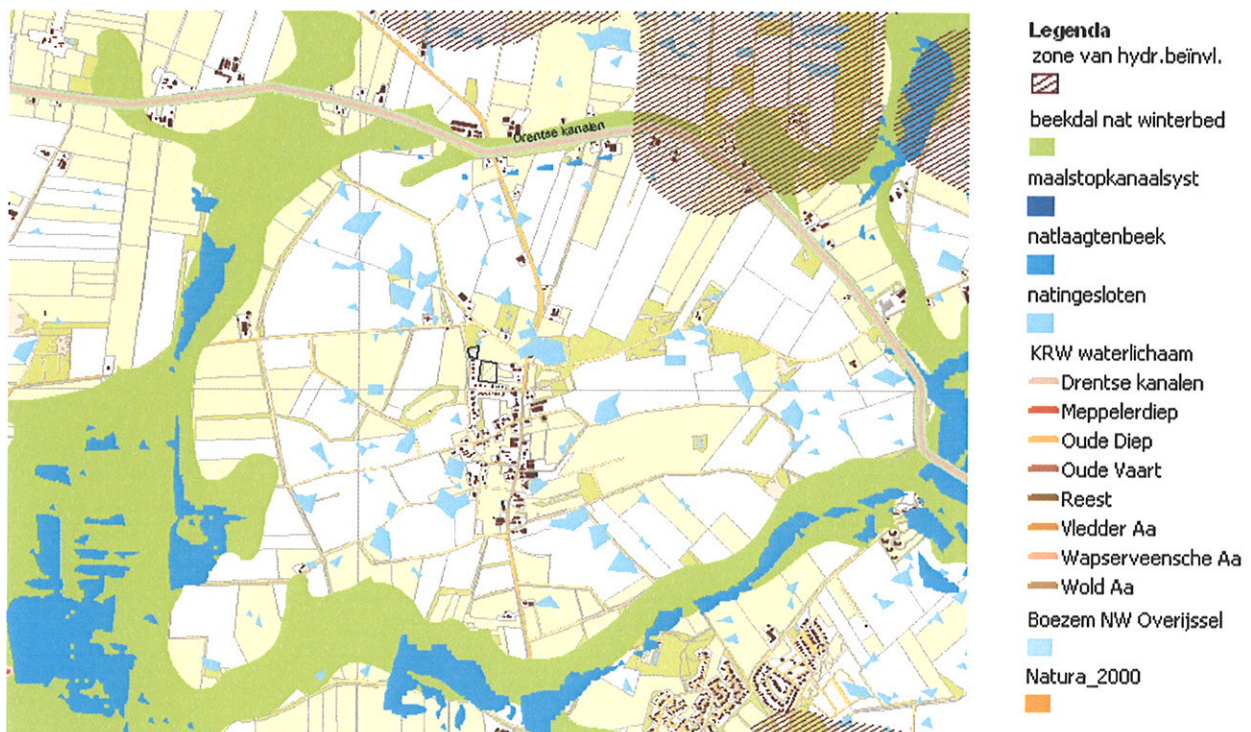 Drentse kanalen
Legenda
zone van hydr.beïnvl.
beekdal nat winterbed
maalstopkanaalsyst
natlaagtenbeek
natingesloten
KRW waterlichaam
Drentse kanalen
Meppelerdiep
Oude Diep
Oude Vaart
Reest
Vledder Aa
Wapserveensche Aa
Wold Aa
Boezem NW Overijssel
Natura_2000